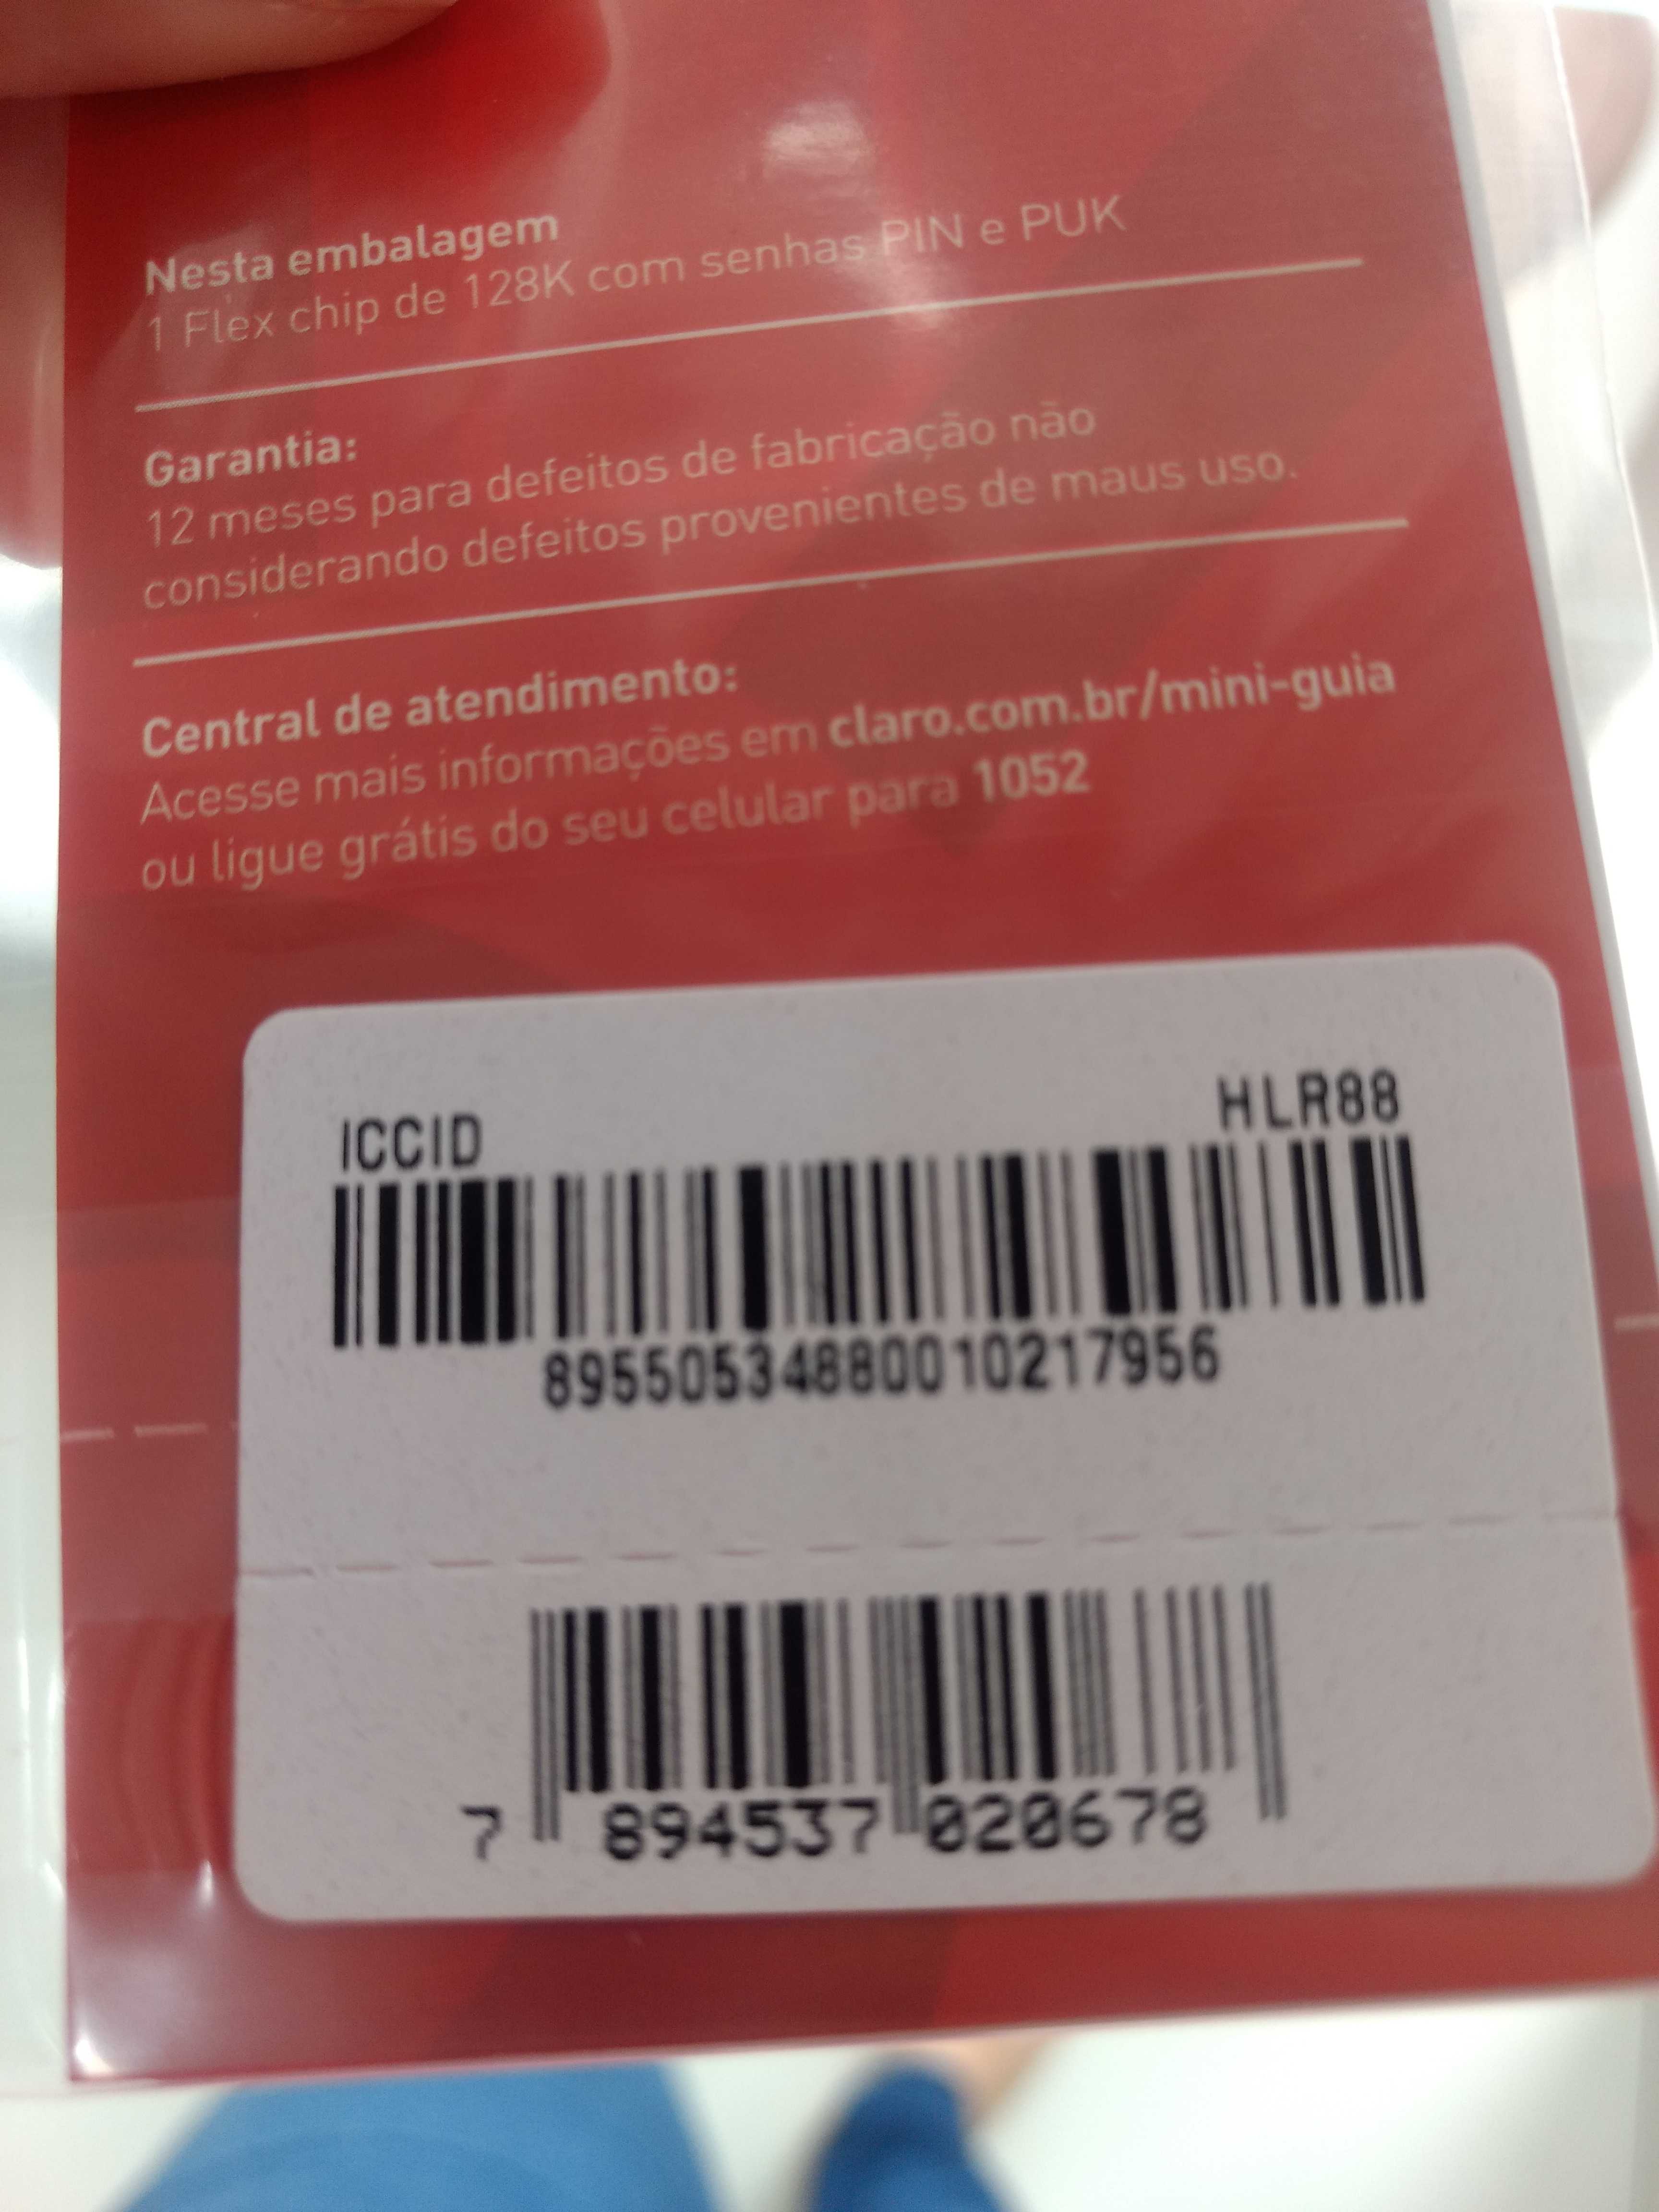 Nesta embalagem
1 Flex chip de 128K com senhas PIN e PUK
Garantia:
12 meses para defeitos de fabricação não
considerando defeitos provenientes de maus uso.
Central de atendimento:
Acesse mais informações em claro.com.br/mini-guia
ou ligue grátis do seu celular para 1052
ICCID HLR88
89550534880010217956
7 894537 020678